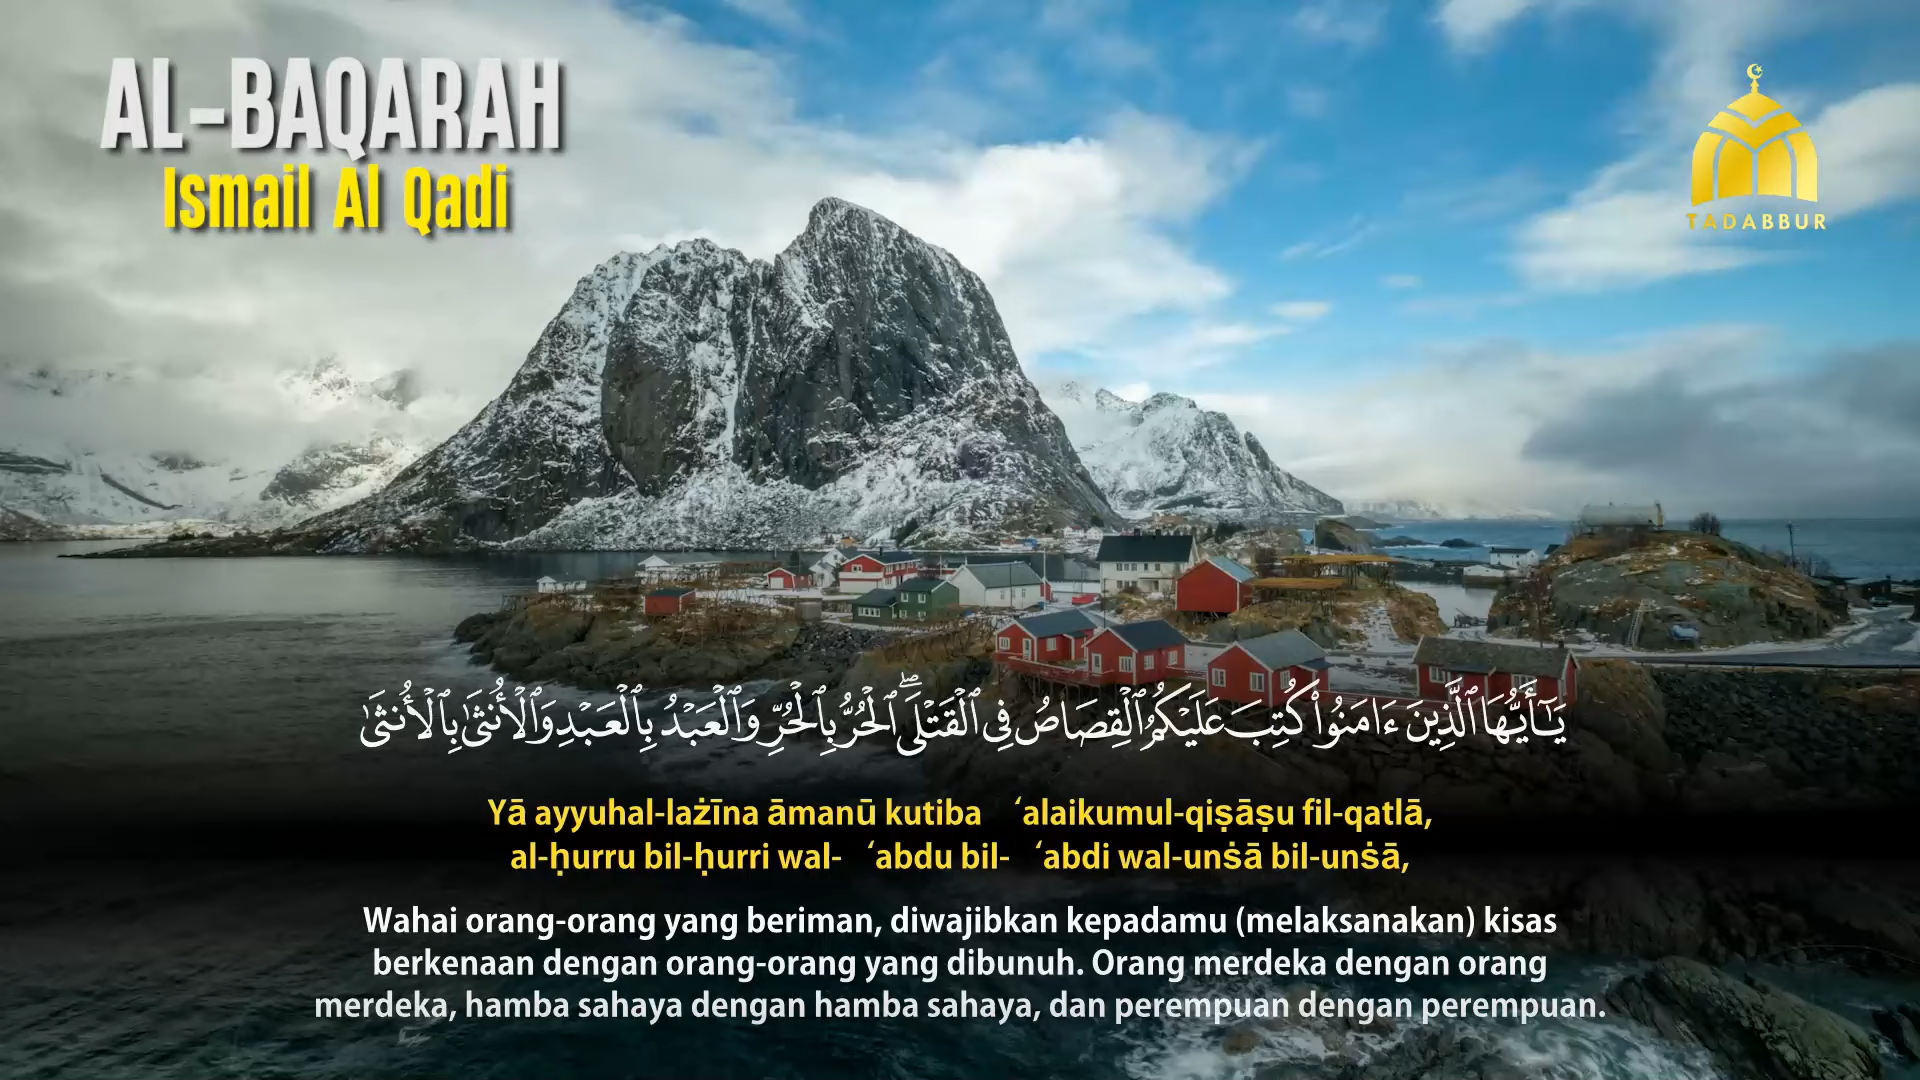 AL-BAQARAH
Ismail Al Qadi
TADABBUR
يَـٰٓأَيُّهَا ٱلَّذِينَ ءَامَنُوا۟ كُتِبَ عَلَيْكُمُ ٱلْقِصَاصُ فِى ٱلْقَتْلَىۖ ٱلْحُرُّ بِٱلْحُرِّ وَٱلْعَبْدُ بِٱلْعَبْدِ وَٱلْأُنثَىٰ بِٱلْأُنثَىٰ
Yā ayyuhal-lażīna āmanū kutiba ‘alaikumul-qiṣāṣu fil-qatlā,
al-ḥurru bil-ḥurri wal- ‘abdu bil- ‘abdi wal-unṡā bil-unṡā,
Wahai orang-orang yang beriman, diwajibkan kepadamu (melaksanakan) kisas
berkenaan dengan orang-orang yang dibunuh. Orang merdeka dengan orang
merdeka, hamba sahaya dengan hamba sahaya, dan perempuan dengan perempuan.